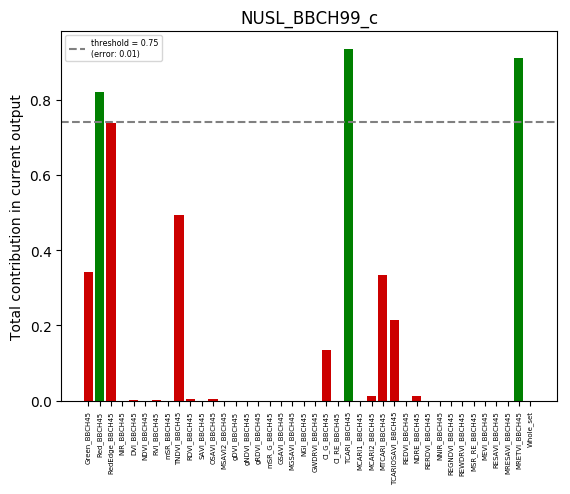 NUSL_BBCH99_c
threshold = 0.75
(error: 0.01)
Total contribution in current output
0.8
0.6
0.4
0.2
0.0
Green_BBCH45
Red_BBCH45
RedEdge_BBCH45
NIR_BBCH45
DVI_BBCH45
NDVI_BBCH45
RVI_BBCH45
mSR_BBCH45
TNDVI_BBCH45
RDVI_BBCH45
SAVI_BBCH45
OSAVI_BBCH45
MSAVI2_BBCH45
gDVI_BBCH45
gNDVI_BBCH45
gRDVI_BBCH45
mSR_G_BBCH45
GSAVI_BBCH45
MGSAVI_BBCH45
NGI_BBCH45
GWDRVI_BBCH45
CI_G_BBCH45
CI_RE_BBCH45
TCARI_BBCH45
MCARI1_BBCH45
MCARI2_BBCH45
MTCARI_BBCH45
TCARIOSAVI_BBCH45
REDVI_BBCH45
NDRE_BBCH45
RERDVI_BBCH45
NNIR_BBCH45
REGNDVI_BBCH45
REWDRVI_BBCH45
MSR_RE_BBCH45
MEVI_BBCH45
RESAVI_BBCH45
MRESAVI_BBCH45
MRETVI_BBCH45
Whole_set